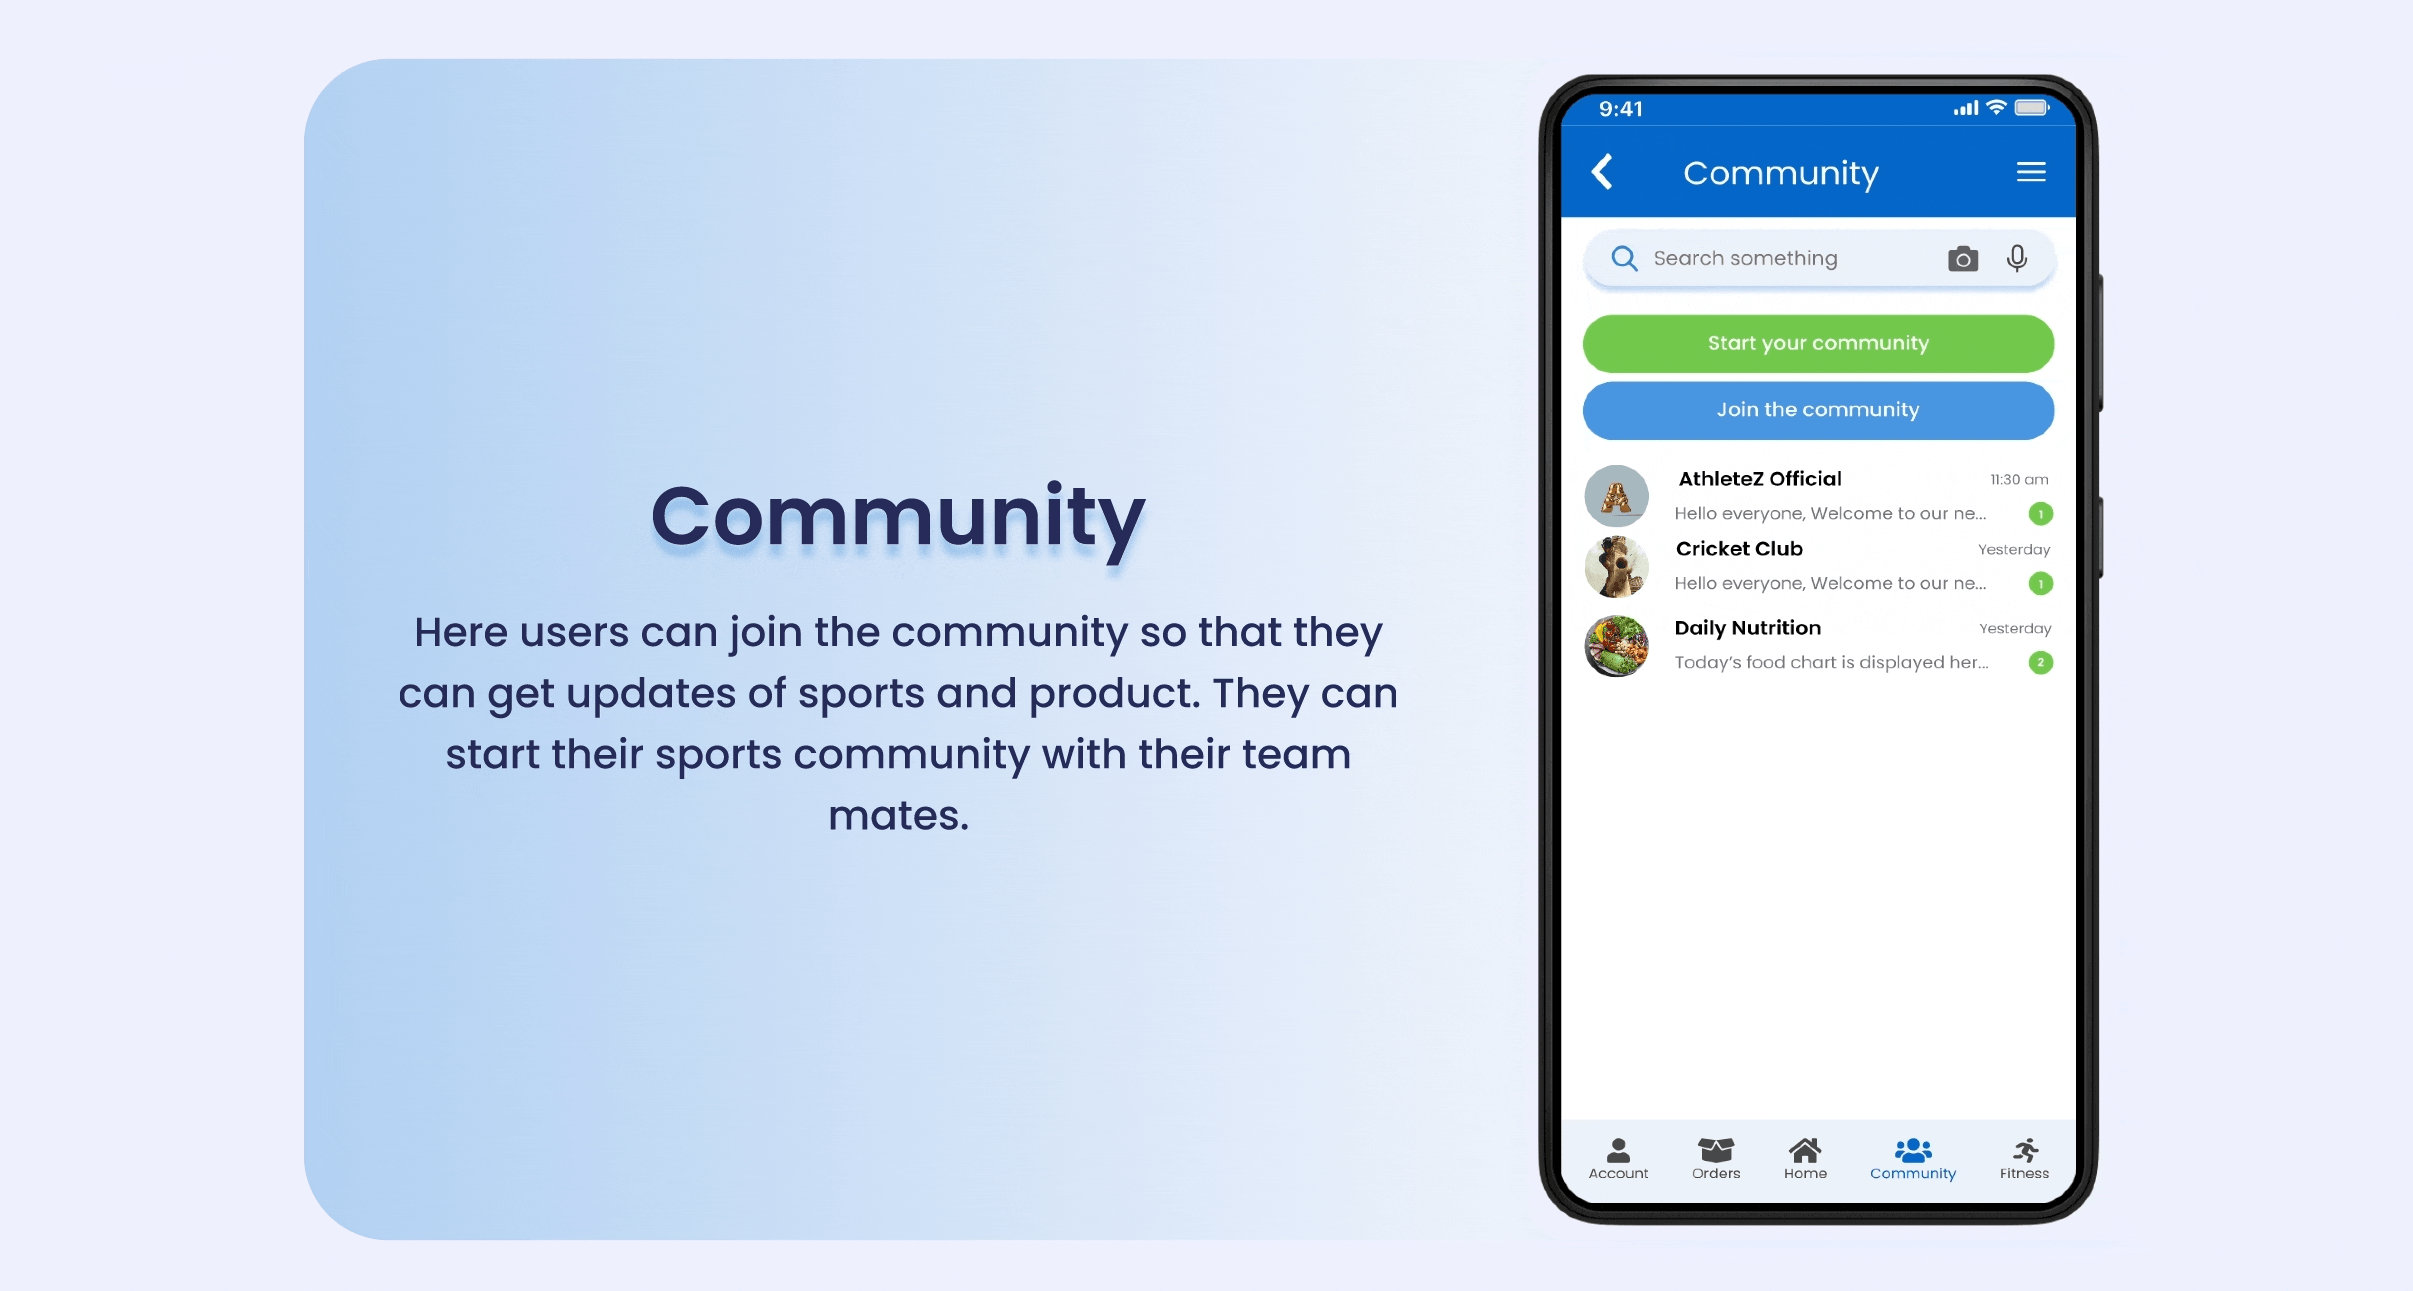 Community
Here users can join the community so that they
can get updates of sports and product. They can
start their sports community with their team
mates.
9:41
Community
Search something
Start your community
Join the community
A
AthleteZ Official
11:30 am
Hello everyone, Welcome to our ne...
1
Cricket Club
Yesterday
Hello everyone, Welcome to our ne...
1
Daily Nutrition
Yesterday
Today's food chart is displayed her...
2
Account
Orders
Home
Community
Fitness